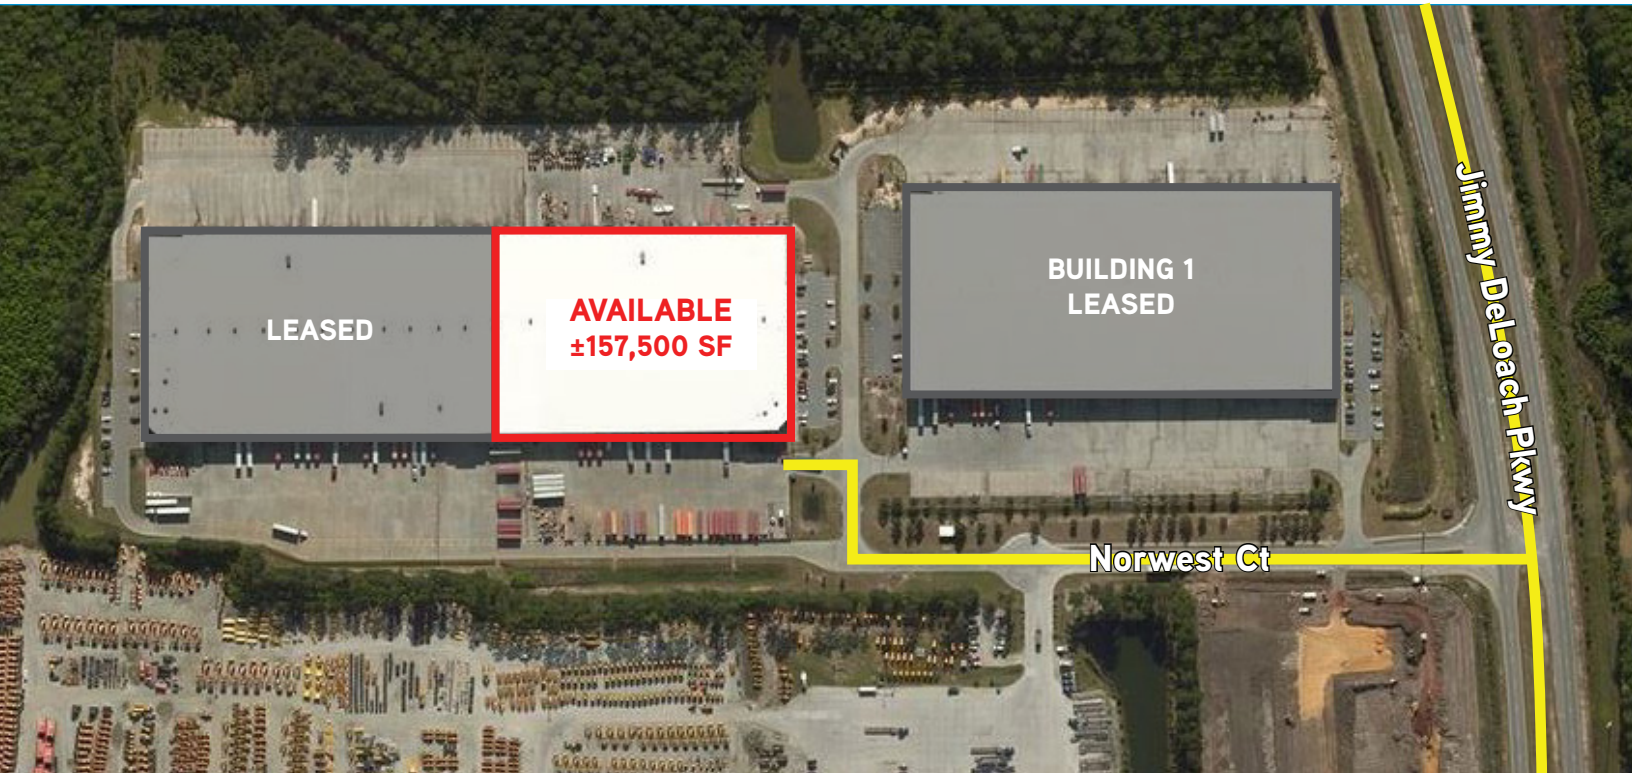 LEASED
AVAILABLE
±157,500 SF
BUILDING 1
LEASED
Jimmy DeLoach Pkwy
Norwest Ct